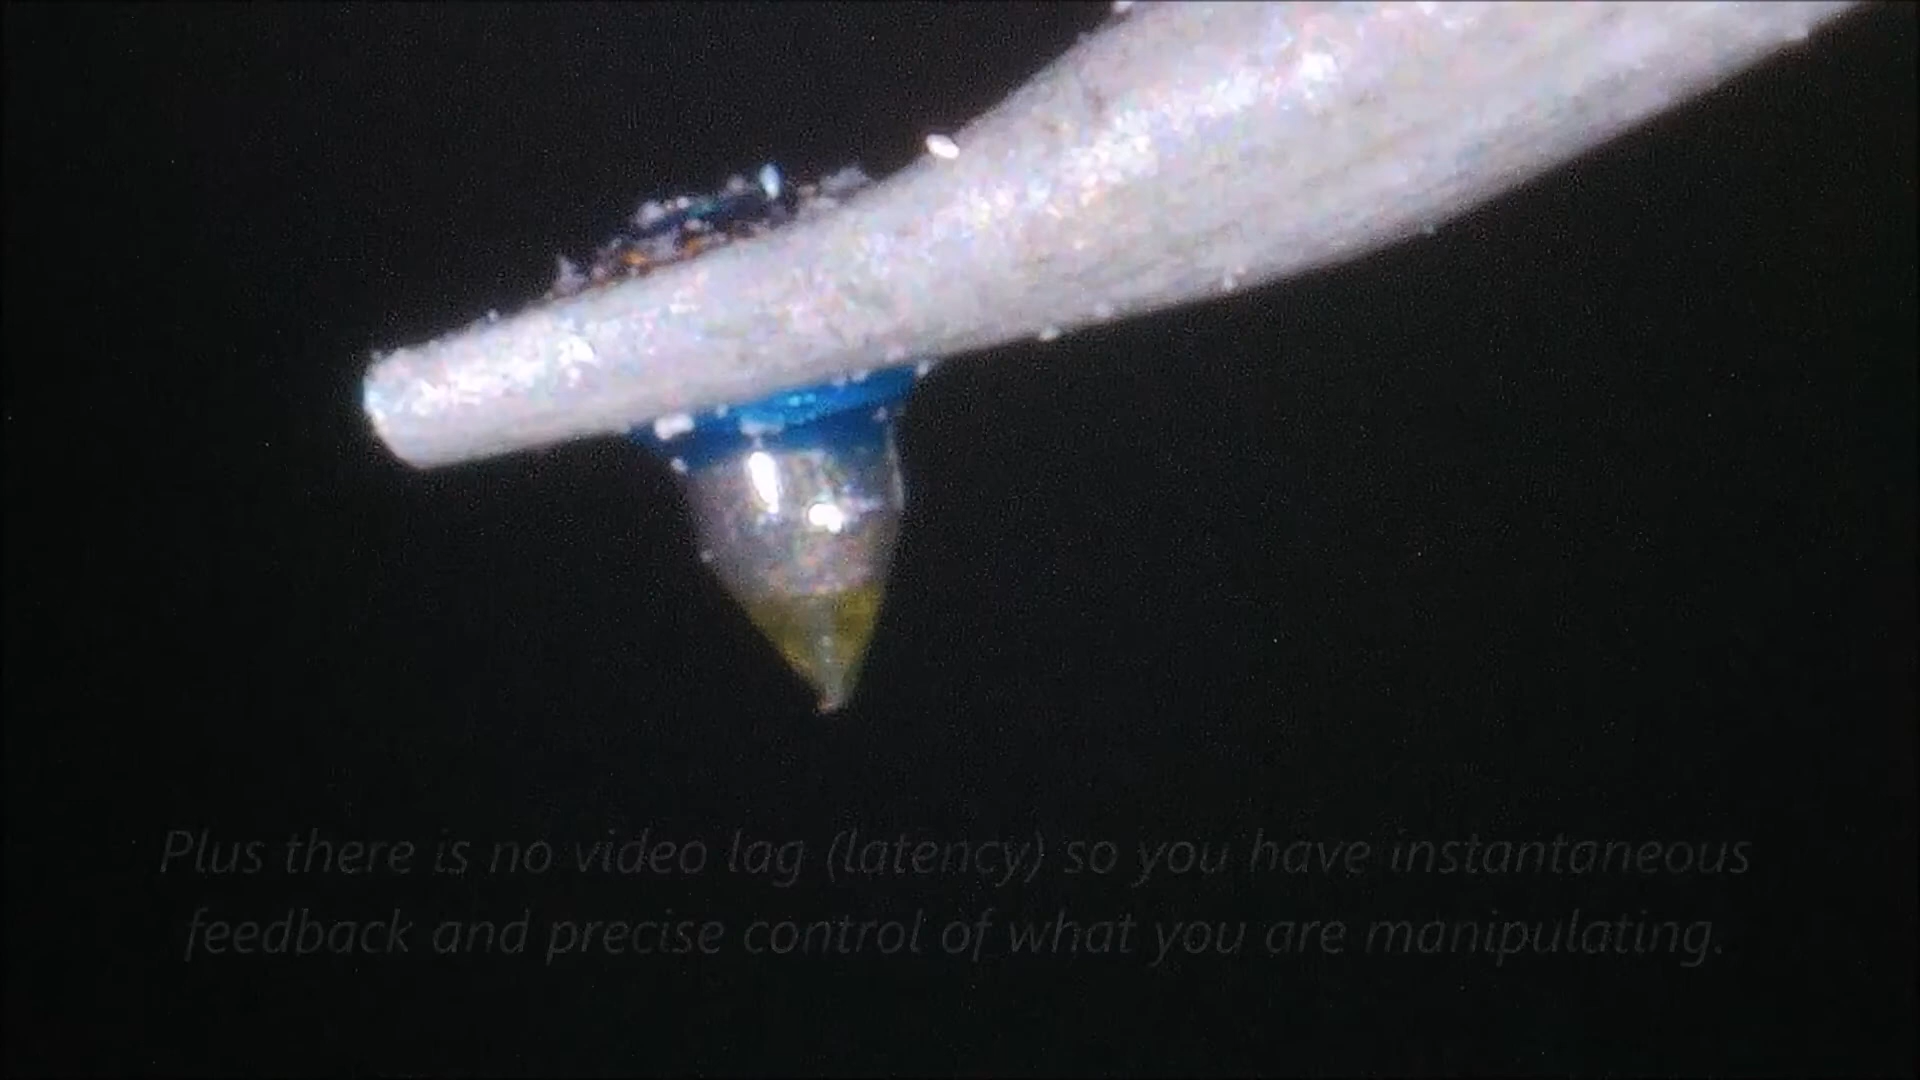 Plus there is no video lag (latency) so you have instantaneous
feedback and precise control of what you are manipulating.